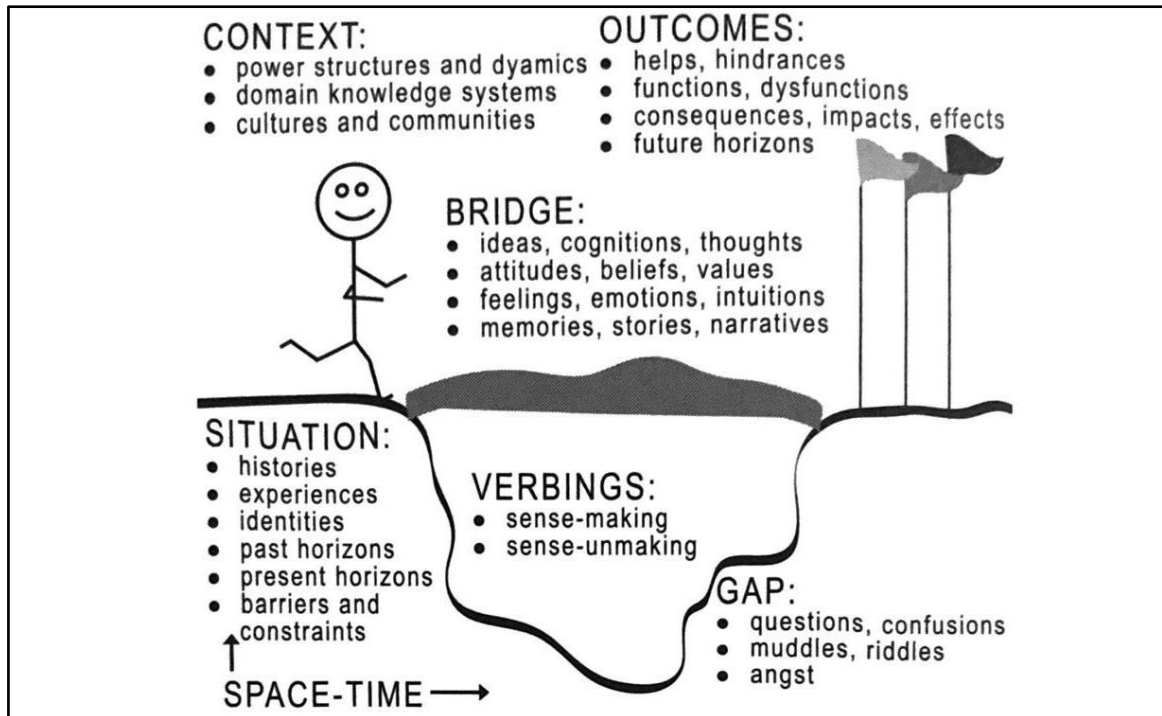 CONTEXT:
• power structures and dyamics
• domain knowledge systems
• cultures and communities
OUTCOMES:
• helps, hindrances
• functions, dysfunctions
• consequences, impacts, effects
• future horizons
BRIDGE:
• ideas, cognitions, thoughts
• attitudes, beliefs, values
• feelings, emotions, intuitions
• memories, stories, narratives
SITUATION:
• histories
• experiences
• identities
• past horizons
• present horizons
• barriers and
constraints
VERBINGS:
• sense-making
• sense-unmaking
GAP:
• questions, confusions
• muddles, riddles
• angst
SPACE-TIME